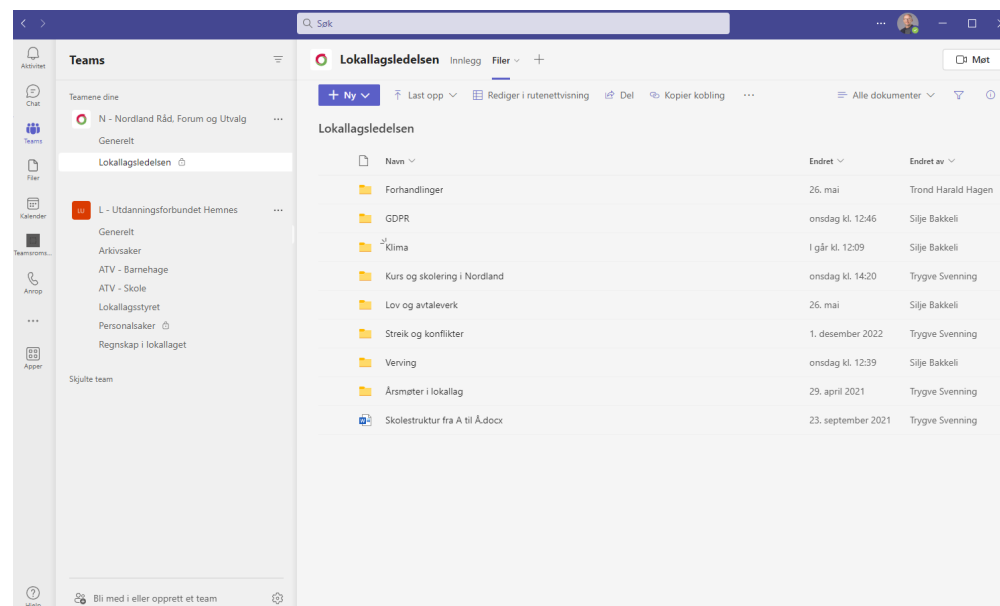 Søk
Aktivitet
Chat
Teams
Filer
Kalender
Teamsroms...
Anrop
Apper
Hjelp
Teams
Teamene dine
N - Nordland Råd, Forum og Utvalg
Generelt
Lokallagsledelsen
LU
L - Utdanningsforbundet Hemnes
Generelt
Arkivsaker
ATV - Barnehage
ATV - Skole
Lokallagsstyret
Personalsaker
Regnskap i lokallaget
Skjulte team
Bli med i eller opprett et team
Lokallagsledelsen Innlegg Filer
Møt
Ny Last opp Rediger i rutenettvisning Del Kopier kobling ... Alle dokumenter
Lokallagsledelsen
Navn Endret Endret av
Forhandlinger 26. mai Trond Harald Hagen
GDPR onsdag kl. 12:46 Silje Bakkeli
Klima I går kl. 12:09 Silje Bakkeli
Kurs og skolering i Nordland onsdag kl. 14:20 Trygve Svenning
Lov og avtaleverk 26. mai Silje Bakkeli
Streik og konflikter 1. desember 2022 Trygve Svenning
Verving onsdag kl. 12:39 Silje Bakkeli
Årsmøter i lokallag 29. april 2021 Trygve Svenning
Skolestruktur fra A til Å.docx 23. september 2021 Trygve Svenning